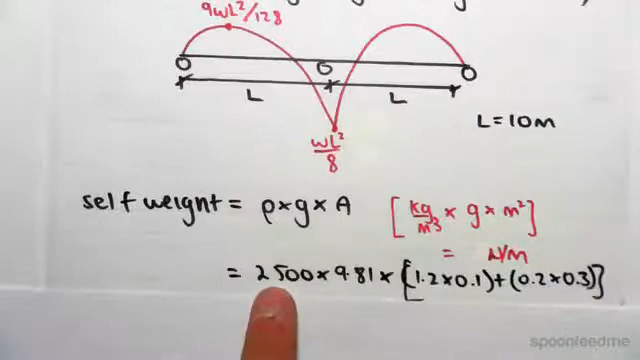 9wL²/128
O O O
L L
L=10m
wL²/8
self weight = ρ×g×A [kg/m³ × g × m²]
= N/m
= 2500×9.81×[1.2×0.1)+(0.2×0.3)]
spoonfeedme